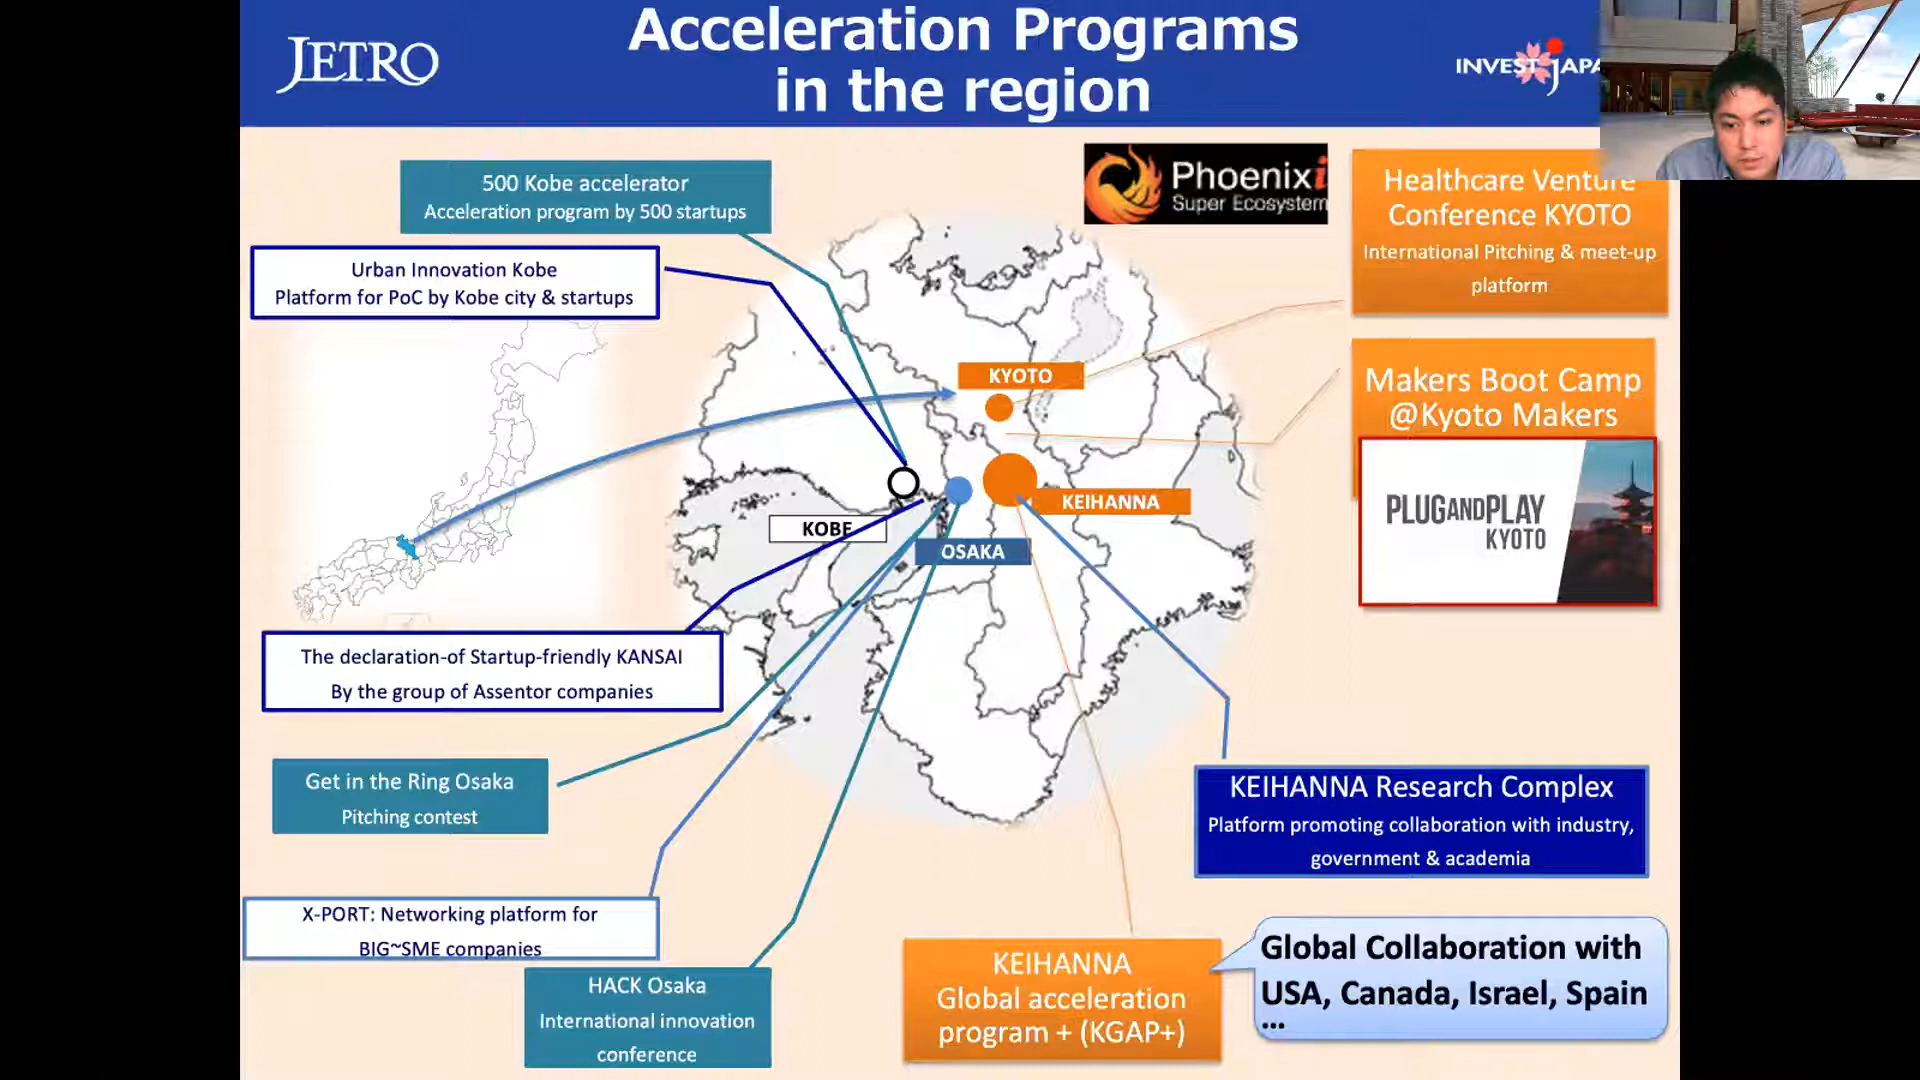 JETRO
Acceleration Programs
in the region
INVEST JAPA
500 Kobe accelerator
Acceleration program by 500 startups
Urban Innovation Kobe
Platform for PoC by Kobe city & startups
Phoenixi
Super Ecosystem
Healthcare Venture
Conference KYOTO
International Pitching & meet-up
platform
Makers Boot Camp
@Kyoto Makers
PLUGANDPLAY
KYOTO
KYOTO
KEIHANNA
KOBE
OSAKA
The declaration-of Startup-friendly KANSAI
By the group of Assentor companies
Get in the Ring Osaka
Pitching contest
X-PORT: Networking platform for
BIG~SME companies
HACK Osaka
International innovation
conference
KEIHANNA Research Complex
Platform promoting collaboration with industry,
government & academia
KEIHANNA
Global acceleration
program + (KGAP+)
Global Collaboration with
USA, Canada, Israel, Spain
...